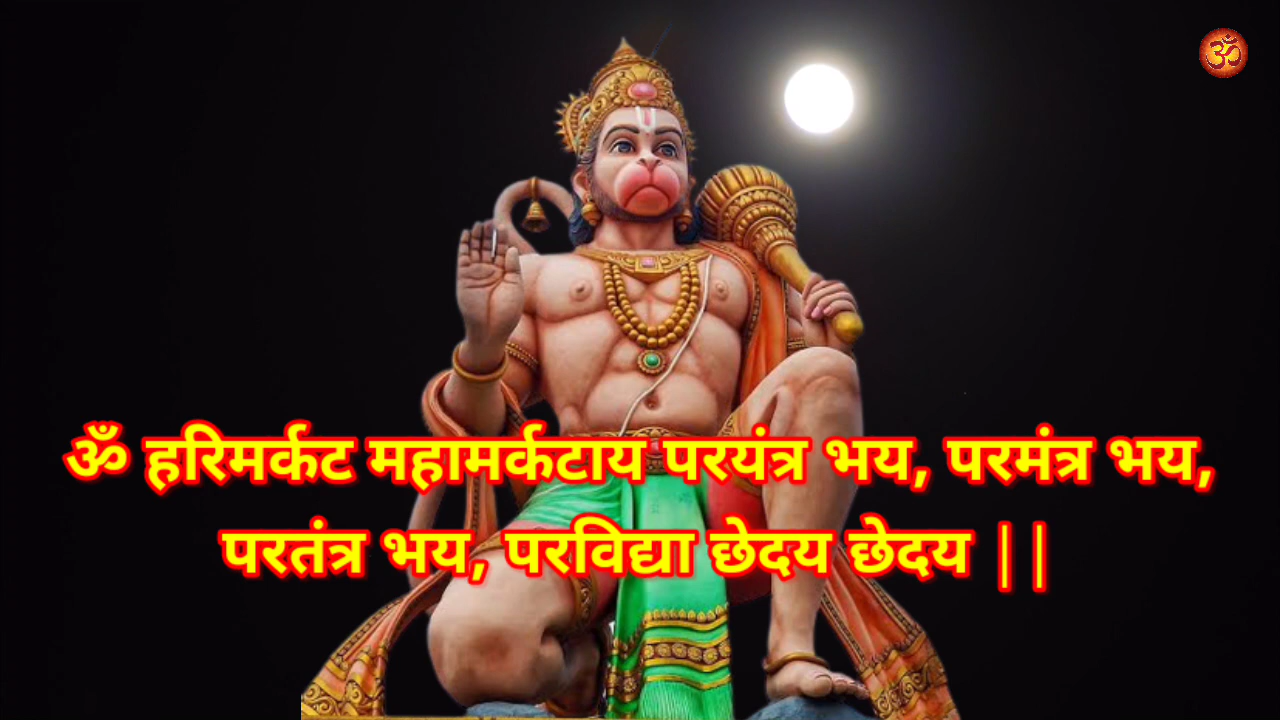 ॐ
ॐ हरिमर्कट महामर्कटाय परयंत्र भय, परमंत्र भय,
परतंत्र भय, परविद्या छेदय छेदय ||